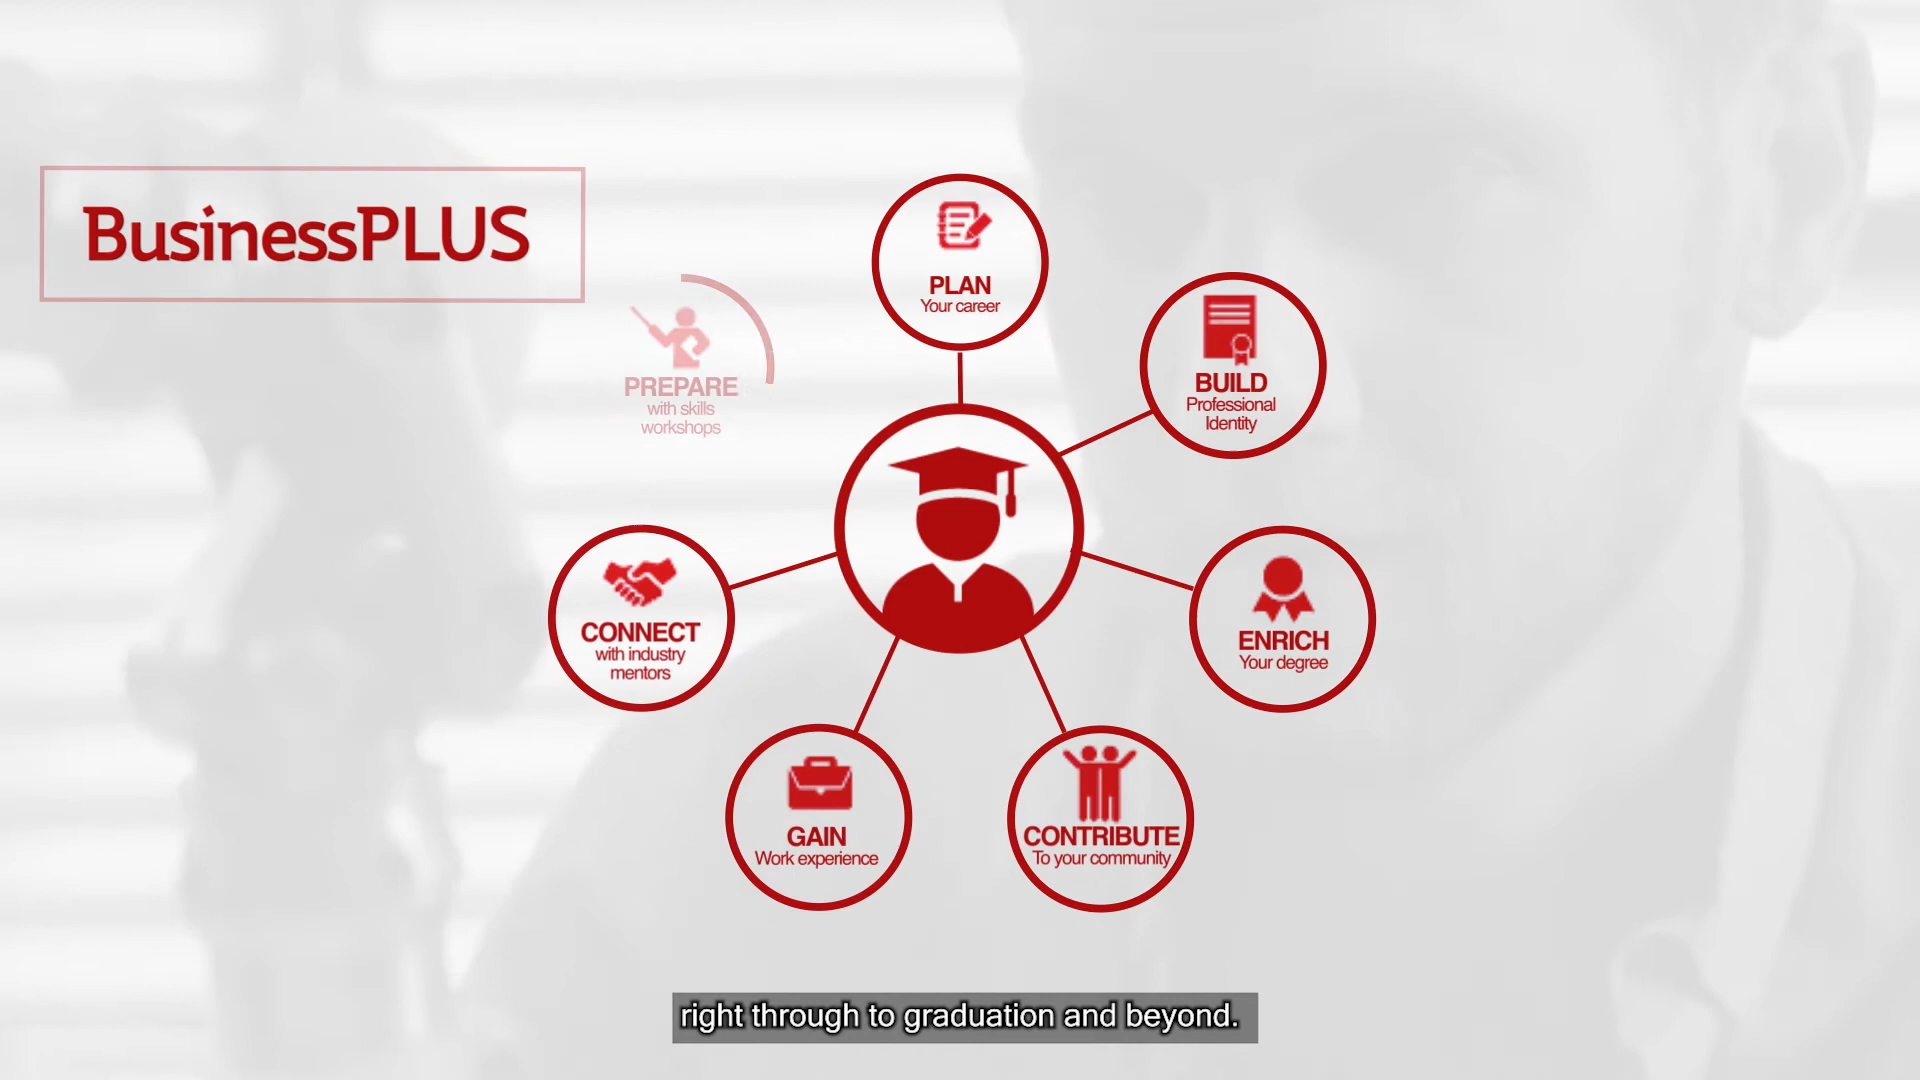 BusinessPLUS
PLAN
Your career
BUILD
Professional
Identity
PREPARE
with skills
workshops
CONNECT
with industry
mentors
ENRICH
Your degree
GAIN
Work experience
CONTRIBUTE
To your community
right through to graduation and beyond.